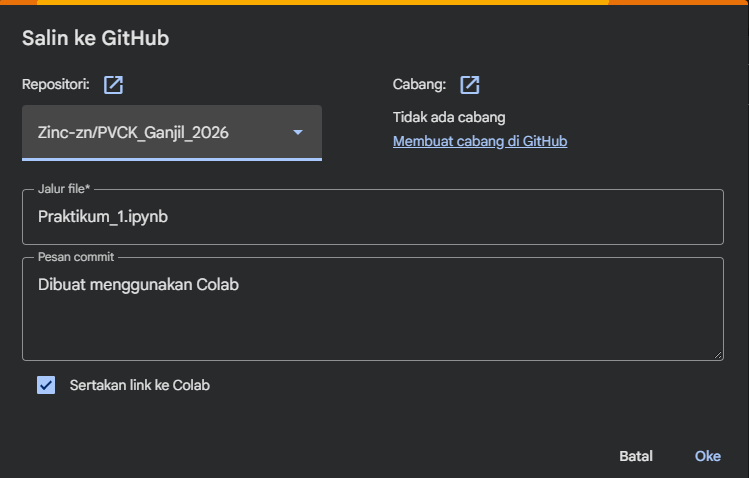 Salin ke GitHub
Repositori:
Cabang:
Zinc-zn/PVCK_Ganjil_2026
Tidak ada cabang
Membuat cabang di GitHub
Jalur file*
Praktikum_1.ipynb
Pesan commit
Dibuat menggunakan Colab
Sertakan link ke Colab
Batal
Oke